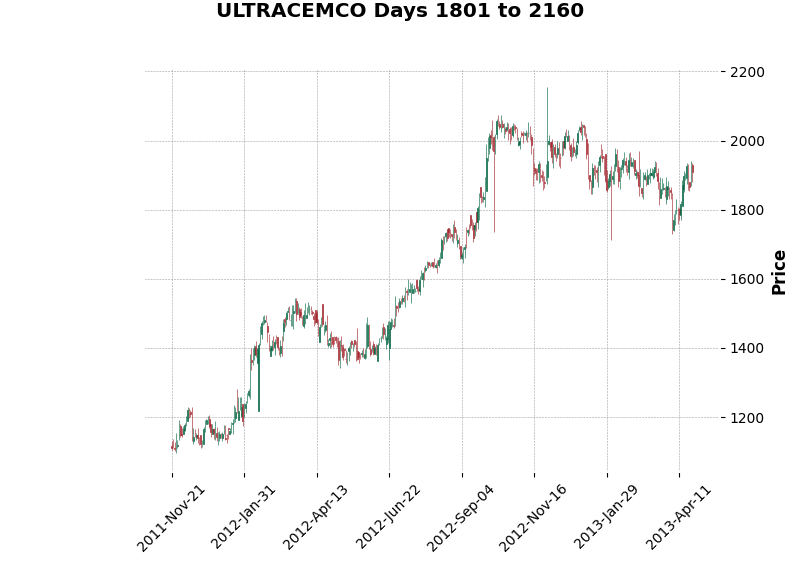 ULTRACEMCO Days 1801 to 2160
2200
2000
1800
1600
1400
1200
Price
2011-Nov-21
2012-Jan-31
2012-Apr-13
2012-Jun-22
2012-Sep-04
2012-Nov-16
2013-Jan-29
2013-Apr-11